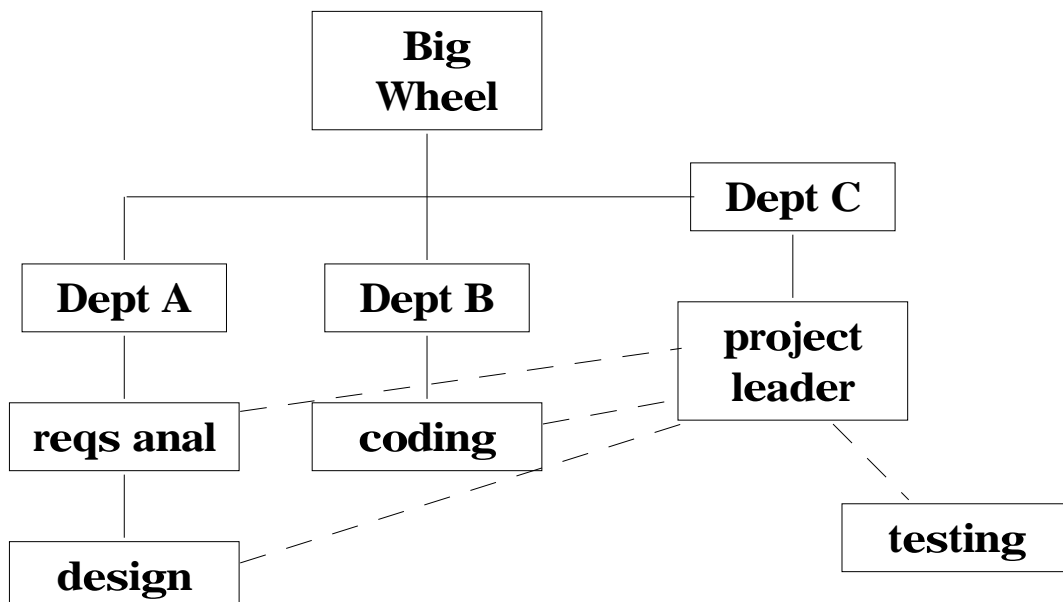 Big
Wheel
Dept C
Dept A
Dept B
project
leader
reqs anal
coding
testing
design